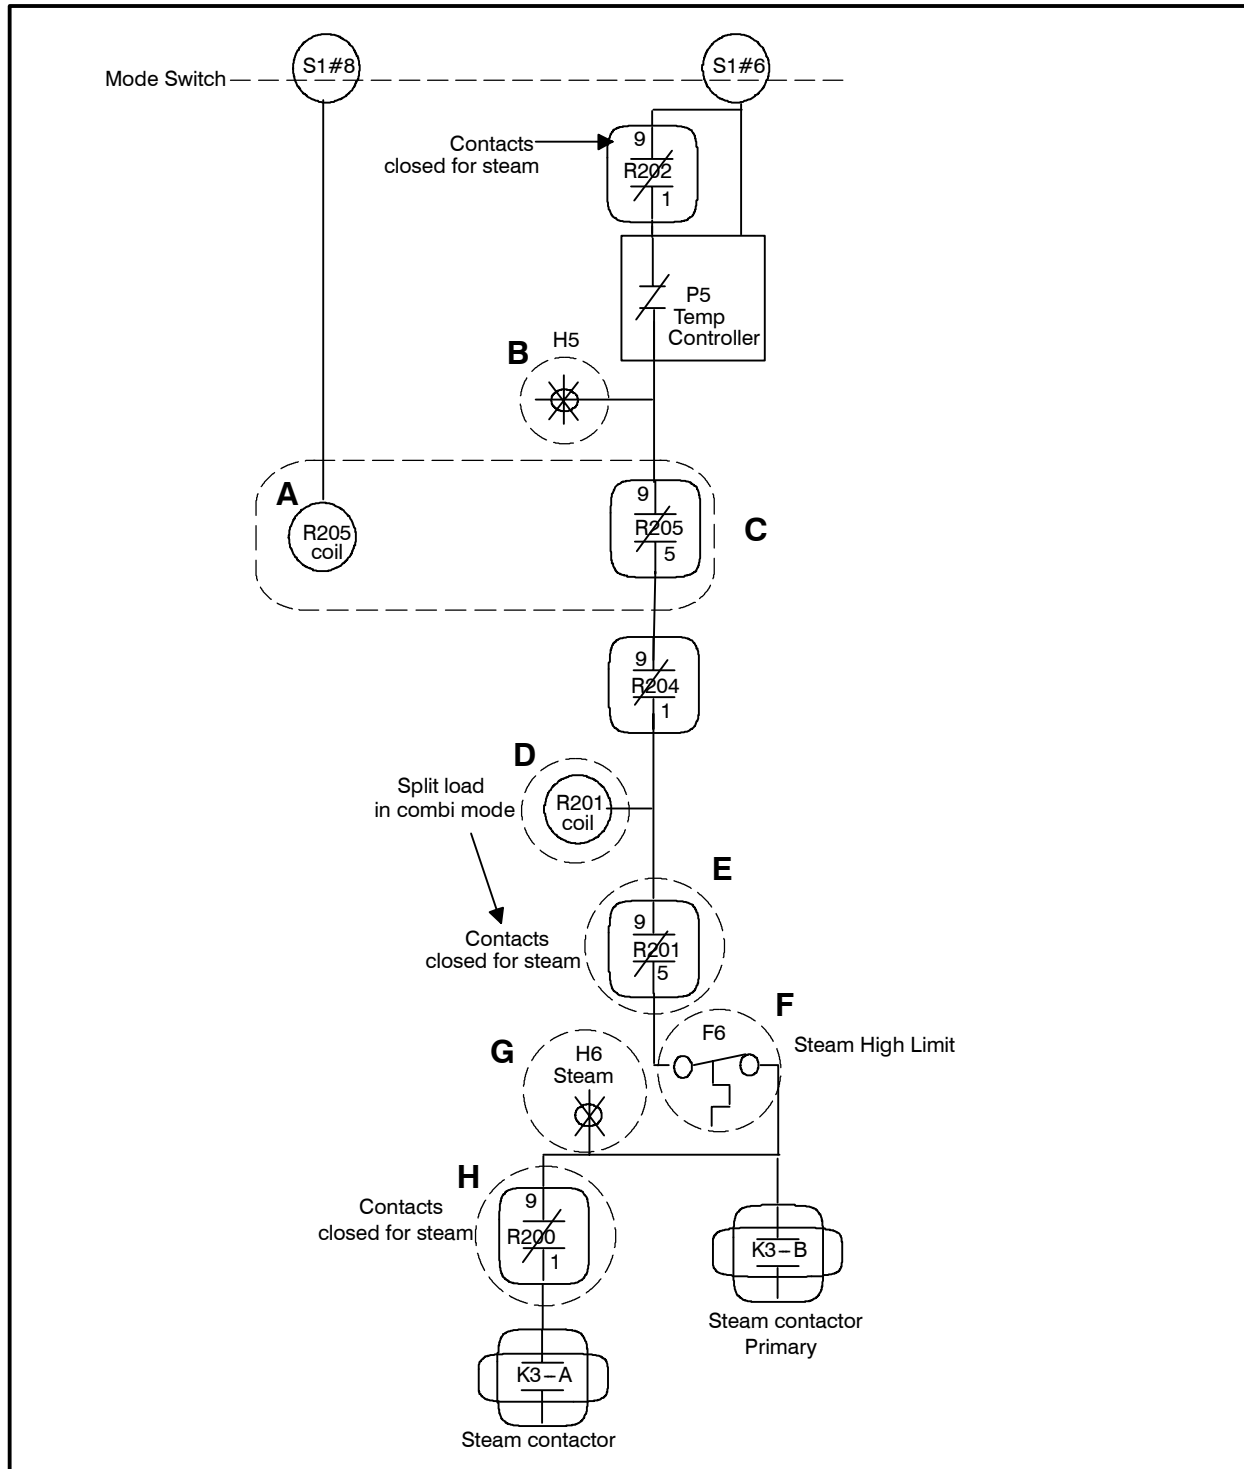 S1#8
S1#6
Mode Switch
Contacts
closed for steam
9
R202
1
P5
Temp
Controller
H5
B
A
R205
coil
9
R205
5
C
9
R204
1
D
Split load
in combi mode
R201
coil
E
Contacts
closed for steam
9
R201
5
F
F6
Steam High Limit
G
H6
Steam
H
Contacts
closed for steam
9
R200
1
K3-B
Steam contactor
Primary
K3-A
Steam contactor